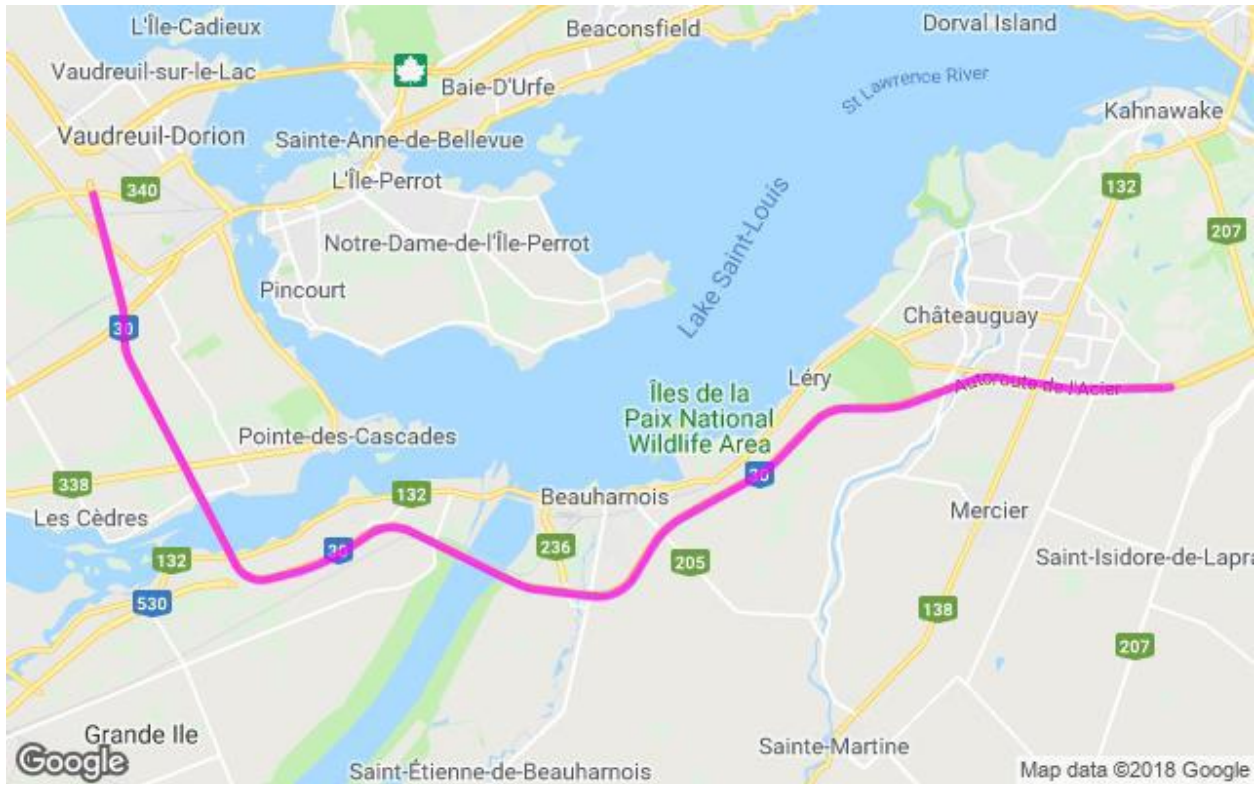 L'Île-Cadieux
Beaconsfield
Dorval Island
Vaudreuil-sur-le-Lac
Baie-D'Urfe
St Lawrence River
Kahnawake
Vaudreuil-Dorion
Sainte-Anne-de-Bellevue
340
L'Île-Perrot
132
207
Notre-Dame-de-l'Île-Perrot
Lake Saint-Louis
Pincourt
30
Châteauguay
Léry
Autoroute de l'Acier
Îles de la
Paix National
Wildlife Area
Pointe-des-Cascades
338
132
30
Beauharnois
Les Cèdres
Mercier
132
30
236
205
Saint-Isidore-de-Lapra
530
138
207
Grande Ile
Sainte-Martine
Google
Saint-Étienne-de-Beauharnois
Map data ©2018 Google